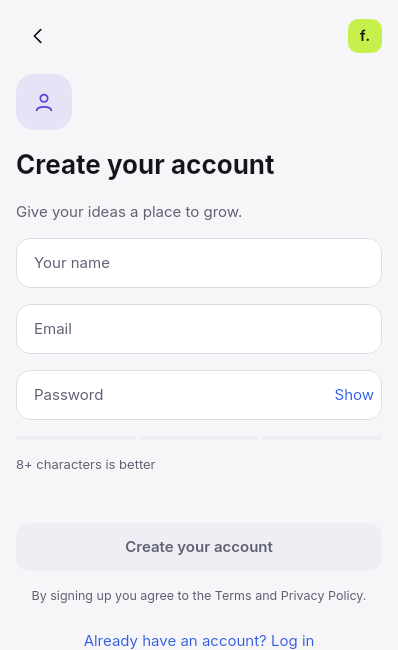 f.
Create your account
Give your ideas a place to grow.
Your name
Email
Password Show
8+ characters is better
Create your account
By signing up you agree to the Terms and Privacy Policy.
Already have an account? Log in